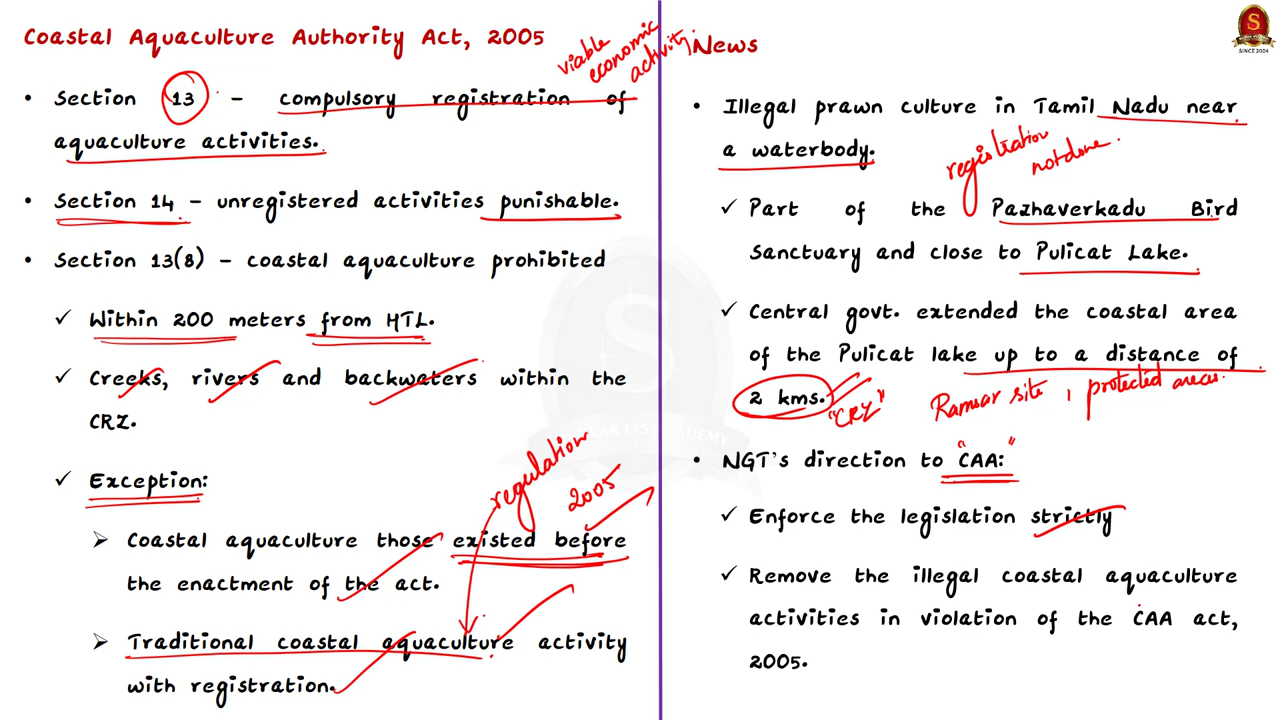 Coastal Aquaculture Authority Act, 2005
viable
economic
activity.
• Section 13 - compulsory registration of
aquaculture activities.
• Section 14 - unregistered activities punishable.
• Section 13(8) - coastal aquaculture prohibited
✓ Within 200 meters from HTL.
✓ Creeks, rivers and backwaters within the
CRZ.
✓ Exception:
regulation
2005
➢ Coastal aquaculture those existed before
the enactment of the act.
➢ Traditional coastal aquaculture activity
with registration.
News
• Illegal prawn culture in Tamil Nadu near
a waterbody.
registration
not done.
✓ Part of the Pazhaverkadu Bird
Sanctuary and close to Pulicat Lake.
✓ Central govt. extended the coastal area
of the Pulicat lake up to a distance of
2 kms.
"CRZ"
Ramsar site, protected areas.
• NGT's direction to "CAA:"
✓ Enforce the legislation strictly
✓ Remove the illegal coastal aquaculture
activities in violation of the CAA act,
2005.
S
SINCE 2004